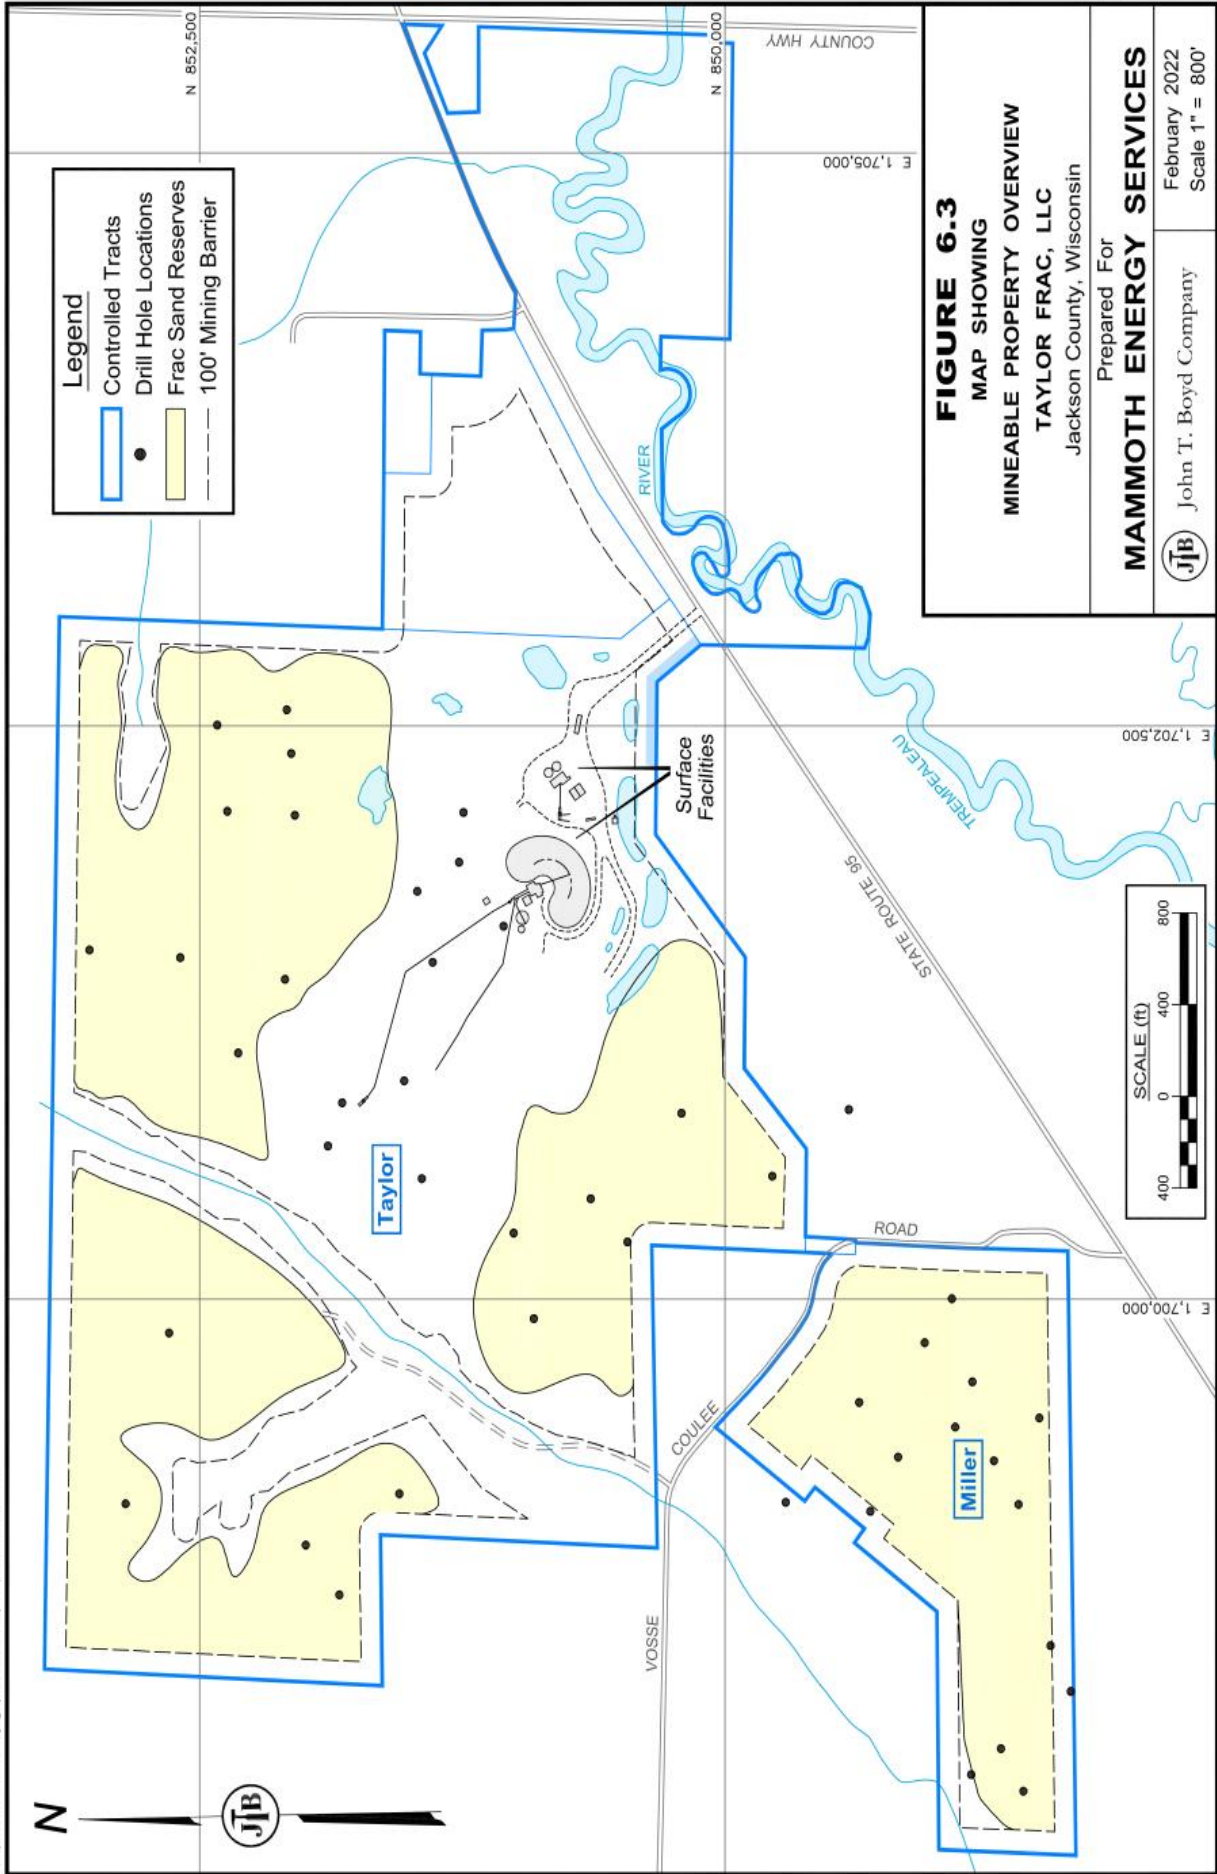 N
JTB
Legend
Controlled Tracts
Drill Hole Locations
Frac Sand Reserves
100' Mining Barrier
N 852,500
N 850,000
COUNTY HWY
E 1,705,000
RIVER
Surface
Facilities
E 1,702,500
TREMPEALEAU
STATE ROUTE 95
Taylor
ROAD
COULEE
VOSSE
E 1,700,000
Miller
SCALE (ft)
400 0 400 800
FIGURE 6.3
MAP SHOWING
MINEABLE PROPERTY OVERVIEW
TAYLOR FRAC, LLC
Jackson County, Wisconsin
Prepared For
MAMMOTH ENERGY SERVICES
JTB John T. Boyd Company
February 2022
Scale 1" = 800'